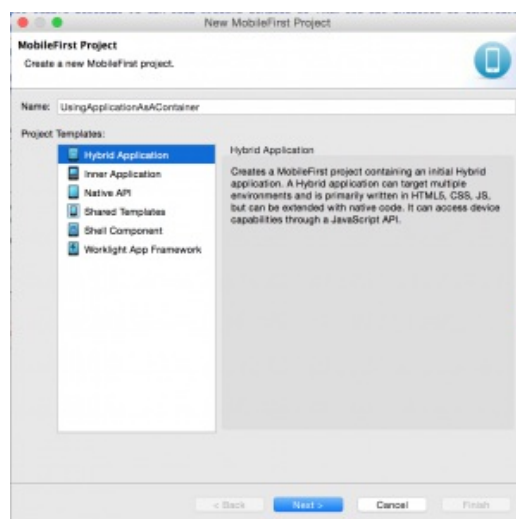 New MobileFirst Project
MobileFirst Project
Create a new MobileFirst project.
Name: UsingApplicationAsAContainer
Project Templates:
Hybrid Application
Inner Application
Native API
Shared Templates
Shell Component
Worklight App Framework
Hybrid Application
Creates a MobileFirst project containing an initial Hybrid
application. A Hybrid application can target multiple
environments and is primarily written in HTML5, CSS, JS,
but can be extended with native code. It can access device
capabilities through a JavaScript API.
< Back
Next >
Cancel
Finish